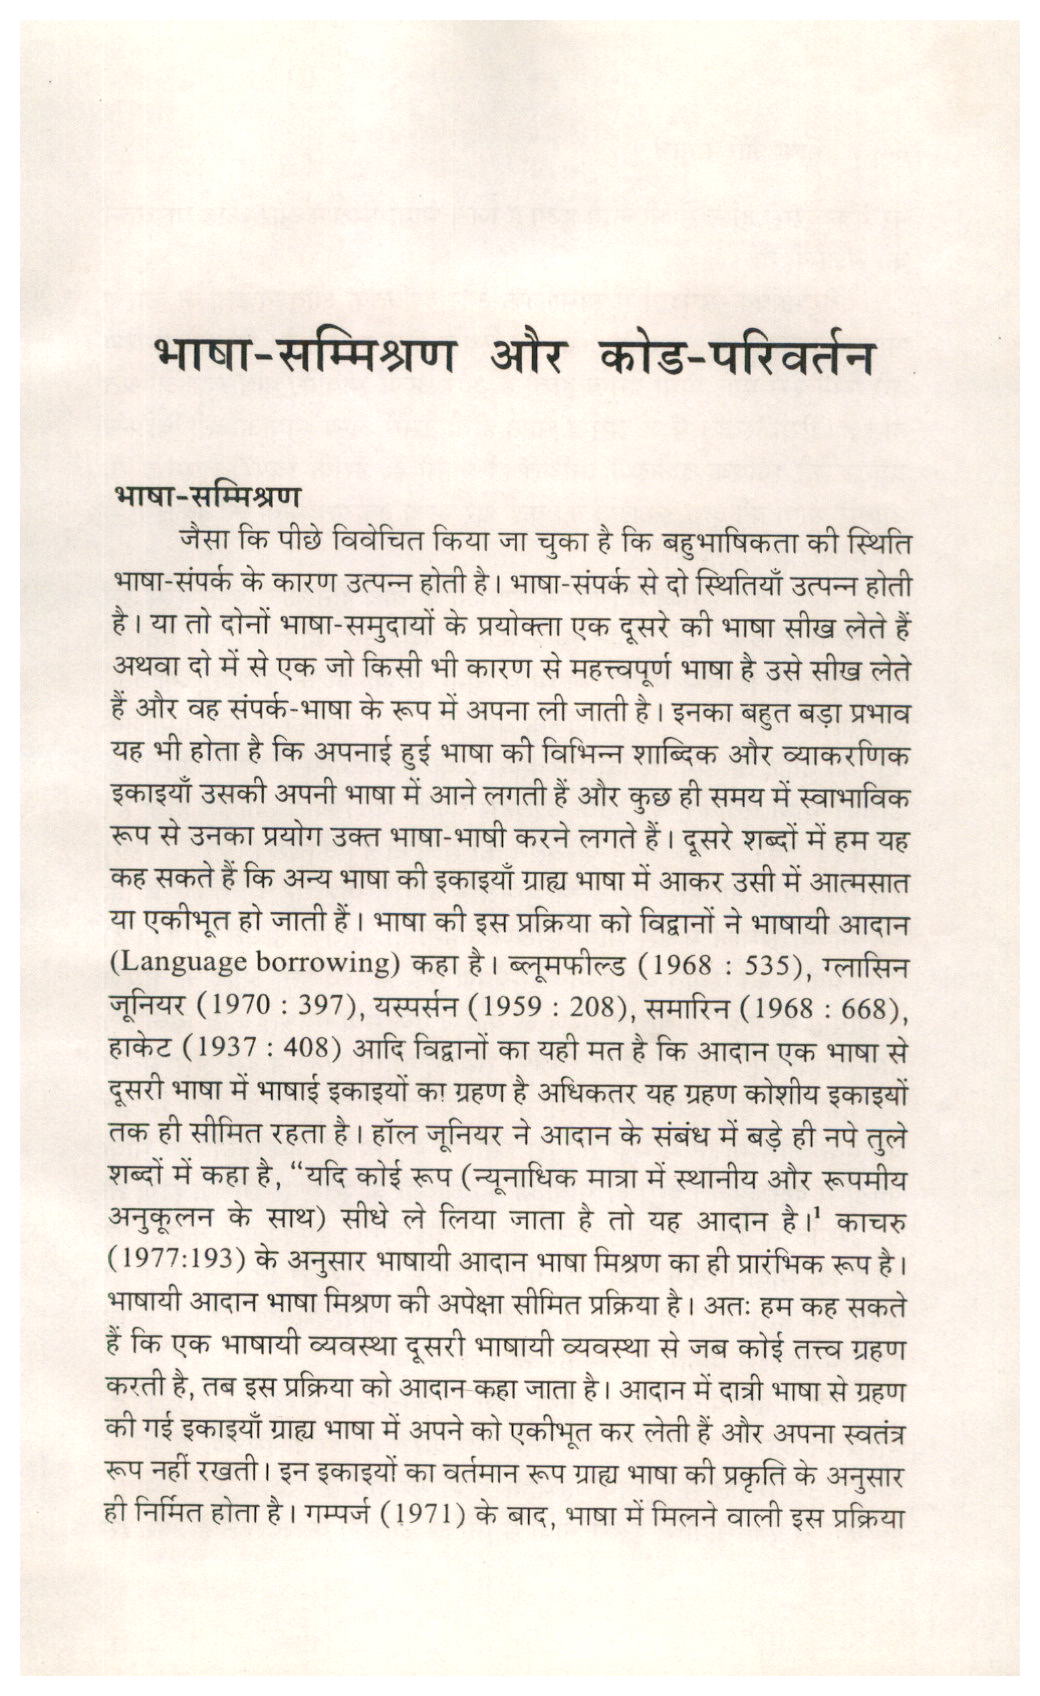 भाषा-सम्मिश्रण और कोड-परिवर्तन
भाषा-सम्मिश्रण
जैसा कि पीछे विवेचित किया जा चुका है कि बहुभाषिकता की स्थिति
भाषा-संपर्क के कारण उत्पन्न होती है। भाषा-संपर्क से दो स्थितियाँ उत्पन्न होती
है। या तो दोनों भाषा-समुदायों के प्रयोक्ता एक दूसरे की भाषा सीख लेते हैं
अथवा दो में से एक जो किसी भी कारण से महत्त्वपूर्ण भाषा है उसे सीख लेते
हैं और वह संपर्क-भाषा के रूप में अपना ली जाती है। इनका बहुत बड़ा प्रभाव
यह भी होता है कि अपनाई हुई भाषा की विभिन्न शाब्दिक और व्याकरणिक
इकाइयाँ उसकी अपनी भाषा में आने लगती हैं और कुछ ही समय में स्वाभाविक
रूप से उनका प्रयोग उक्त भाषा-भाषी करने लगते हैं। दूसरे शब्दों में हम यह
कह सकते हैं कि अन्य भाषा की इकाइयाँ ग्राह्य भाषा में आकर उसी में आत्मसात
या एकीभूत हो जाती हैं। भाषा की इस प्रक्रिया को विद्वानों ने भाषायी आदान
(Language borrowing) कहा है। ब्लूमफील्ड (1968 : 535), ग्लासिन
जूनियर (1970 : 397), यस्पर्सन (1959 : 208), समारिन (1968 : 668),
हाकेट (1937 : 408) आदि विद्वानों का यही मत है कि आदान एक भाषा से
दूसरी भाषा में भाषाई इकाइयों का ग्रहण है अधिकतर यह ग्रहण कोशीय इकाइयों
तक ही सीमित रहता है। हॉल जूनियर ने आदान के संबंध में बड़े ही नपे तुले
शब्दों में कहा है, “यदि कोई रूप (न्यूनाधिक मात्रा में स्थानीय और रूपमीय
अनुकूलन के साथ) सीधे ले लिया जाता है तो यह आदान है।¹ काचरु
(1977:193) के अनुसार भाषायी आदान भाषा मिश्रण का ही प्रारंभिक रूप है।
भाषायी आदान भाषा मिश्रण की अपेक्षा सीमित प्रक्रिया है। अतः हम कह सकते
हैं कि एक भाषायी व्यवस्था दूसरी भाषायी व्यवस्था से जब कोई तत्त्व ग्रहण
करती है, तब इस प्रक्रिया को आदान कहा जाता है। आदान में दात्री भाषा से ग्रहण
की गई इकाइयाँ ग्राह्य भाषा में अपने को एकीभूत कर लेती हैं और अपना स्वतंत्र
रूप नहीं रखती। इन इकाइयों का वर्तमान रूप ग्राह्य भाषा की प्रकृति के अनुसार
ही निर्मित होता है। गम्पर्ज (1971) के बाद, भाषा में मिलने वाली इस प्रक्रिया